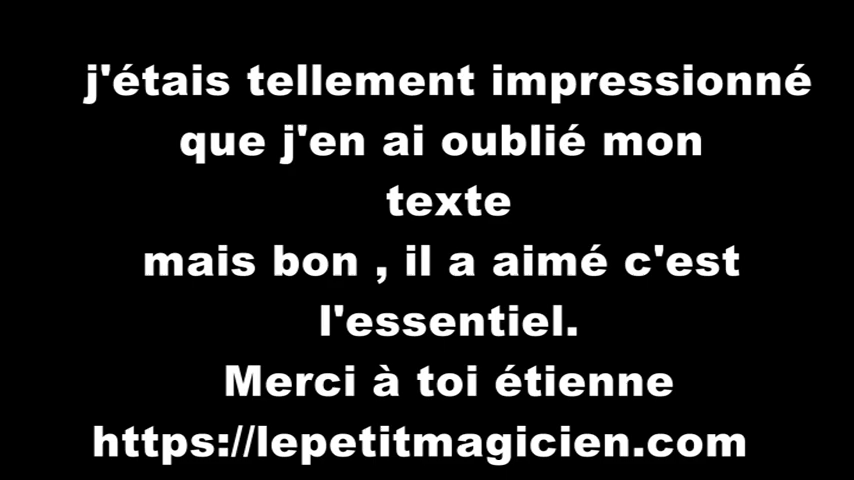 j'étais tellement impressionné
que j'en ai oublié mon
texte
mais bon , il a aimé c'est
l'essentiel.
Merci à toi étienne
https://lepetitmagicien.com